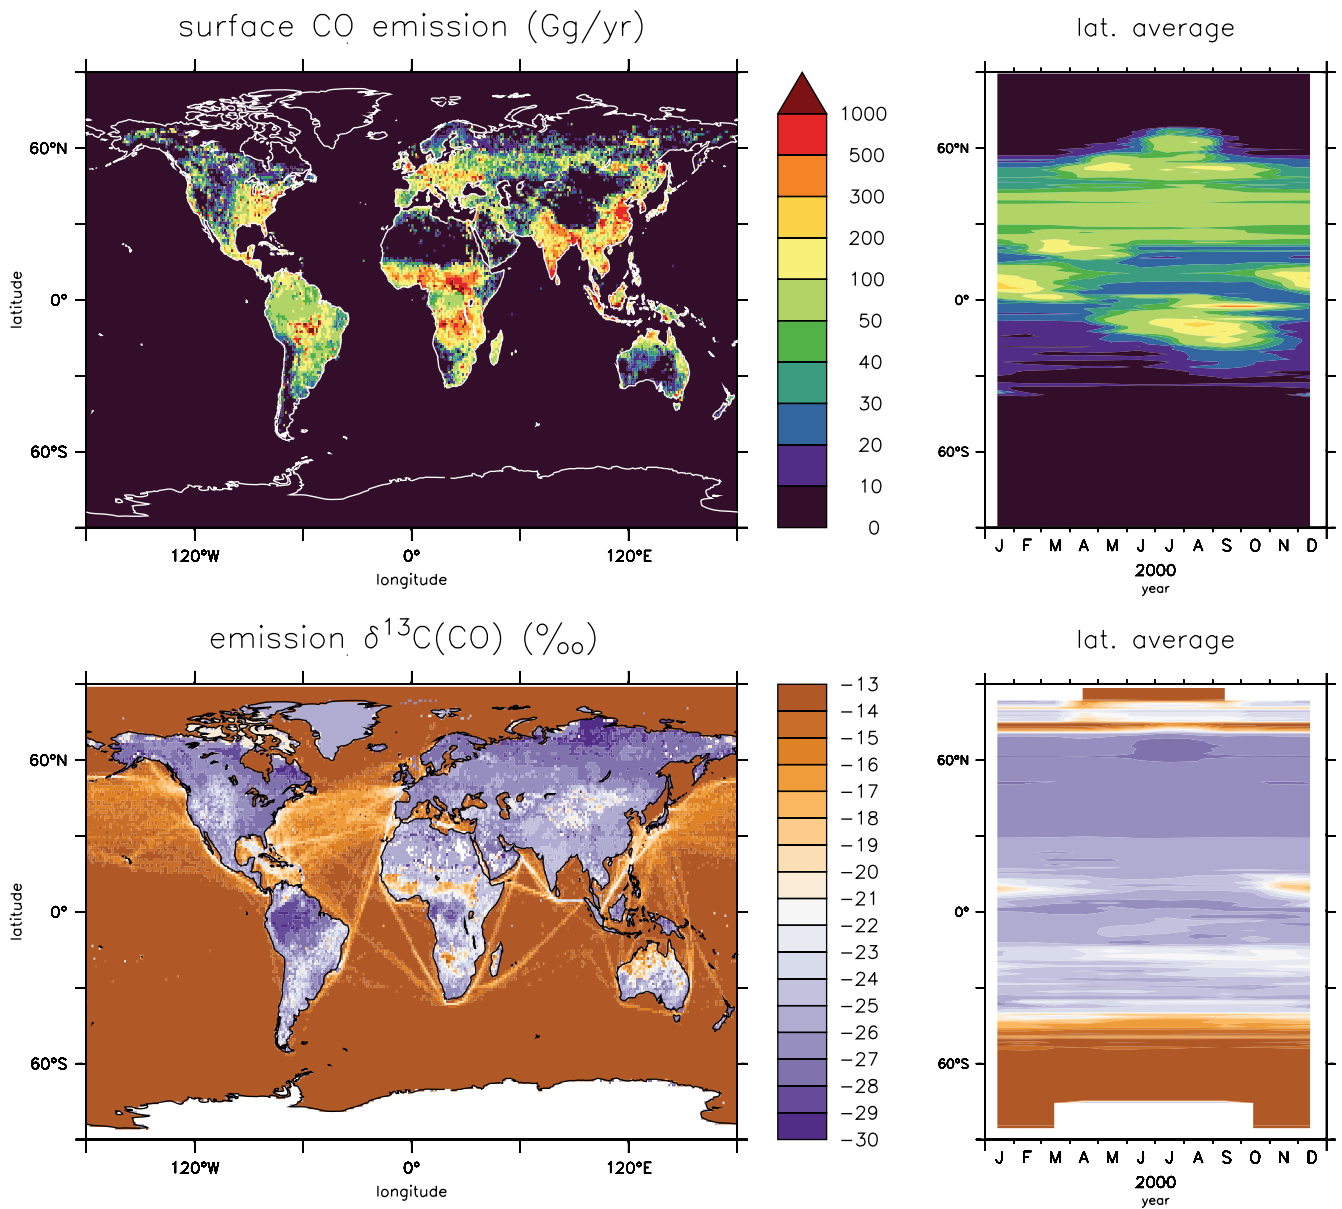 surface CO emission (Gg/yr)
lat. average
60°N
0°
60°S
latitude
120°W 0° 120°E
longitude
1000
500
300
200
100
50
40
30
20
10
0
60°N
0°
60°S
J F M A M J J A S O N D
2000
year
emission δ¹³C(CO) (‰)
lat. average
60°N
0°
60°S
latitude
120°W 0° 120°E
longitude
-13
-14
-15
-16
-17
-18
-19
-20
-21
-22
-23
-24
-25
-26
-27
-28
-29
-30
60°N
0°
60°S
J F M A M J J A S O N D
2000
year